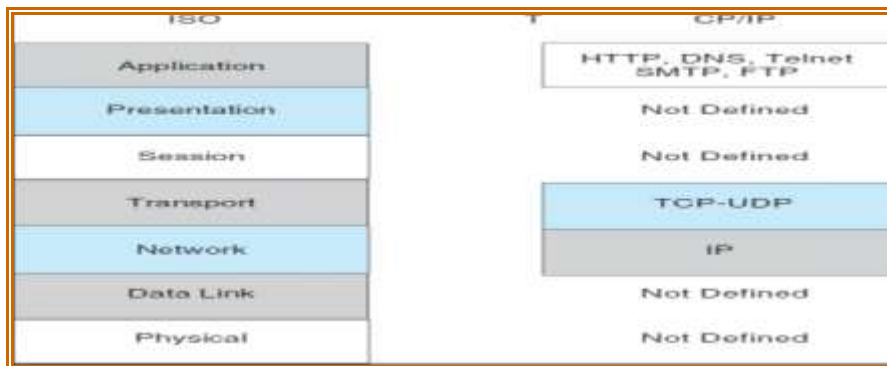 ISO T CP/IP
Application HTTP, DNS, Telnet
SMTP, FTP
Presentation Not Defined
Session Not Defined
Transport TCP-UDP
Network IP
Data Link Not Defined
Physical Not Defined